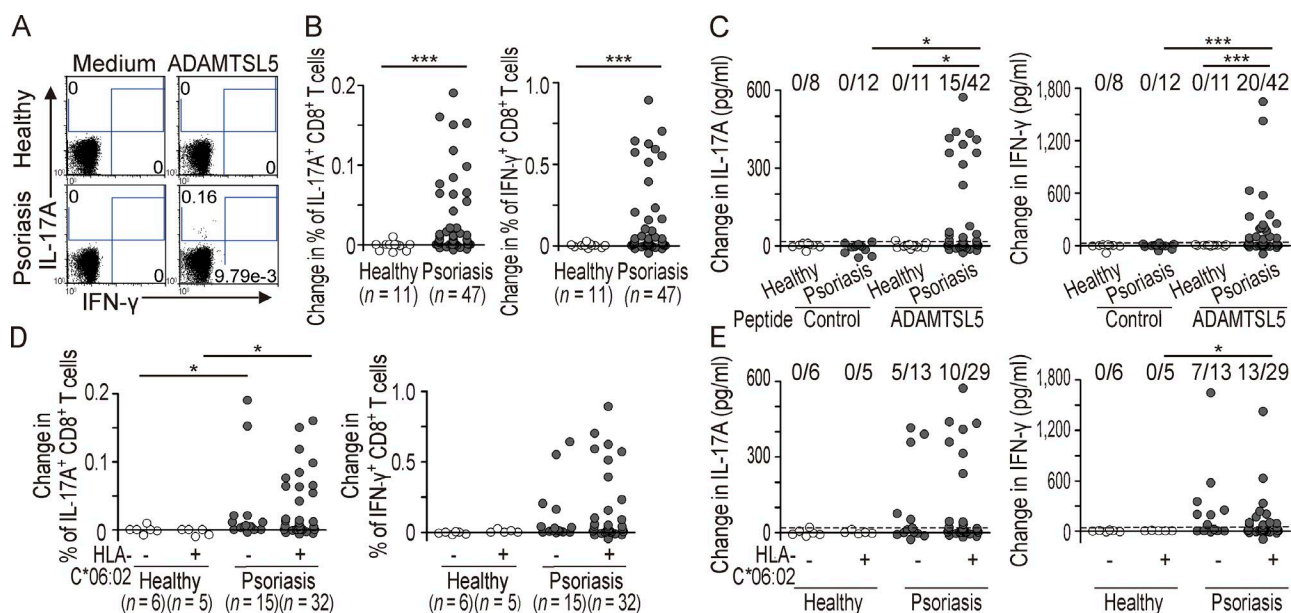 A
Medium ADAMTSL5
Healthy
Psoriasis
0
0
0
0
0
0.16
0
9.79e-3
IL-17A
IFN-γ
B
***
Change in % of IL-17A⁺ CD8⁺ T cells
0.2
0.1
0
Healthy Psoriasis
(n = 11) (n = 47)
***
Change in % of IFN-γ⁺ CD8⁺ T cells
1.0
0.5
0
Healthy Psoriasis
(n = 11) (n = 47)
C
*
*
0/8 0/12 0/11 15/42
Change in IL-17A (pg/ml)
600
300
0
Healthy Psoriasis Healthy Psoriasis
Peptide Control ADAMTSL5
***
***
0/8 0/12 0/11 20/42
Change in IFN-γ (pg/ml)
1,800
1,200
600
0
Healthy Psoriasis Healthy Psoriasis
Control ADAMTSL5
D
*
*
Change in
% of IL-17A⁺ CD8⁺ T cells
0.2
0.1
0
HLA-
C*06:02
- + - +
Healthy Psoriasis
(n = 6)(n = 5) (n = 15)(n = 32)
Change in
% of IFN-γ⁺ CD8⁺ T cells
1.0
0.5
0
- + - +
Healthy Psoriasis
(n = 6)(n = 5) (n = 15)(n = 32)
E
0/6 0/5 5/13 10/29
Change in IL-17A (pg/ml)
600
300
0
HLA-
C*06:02
- + - +
Healthy Psoriasis
*
0/6 0/5 7/13 13/29
Change in IFN-γ (pg/ml)
1,800
1,200
600
0
- + - +
Healthy Psoriasis